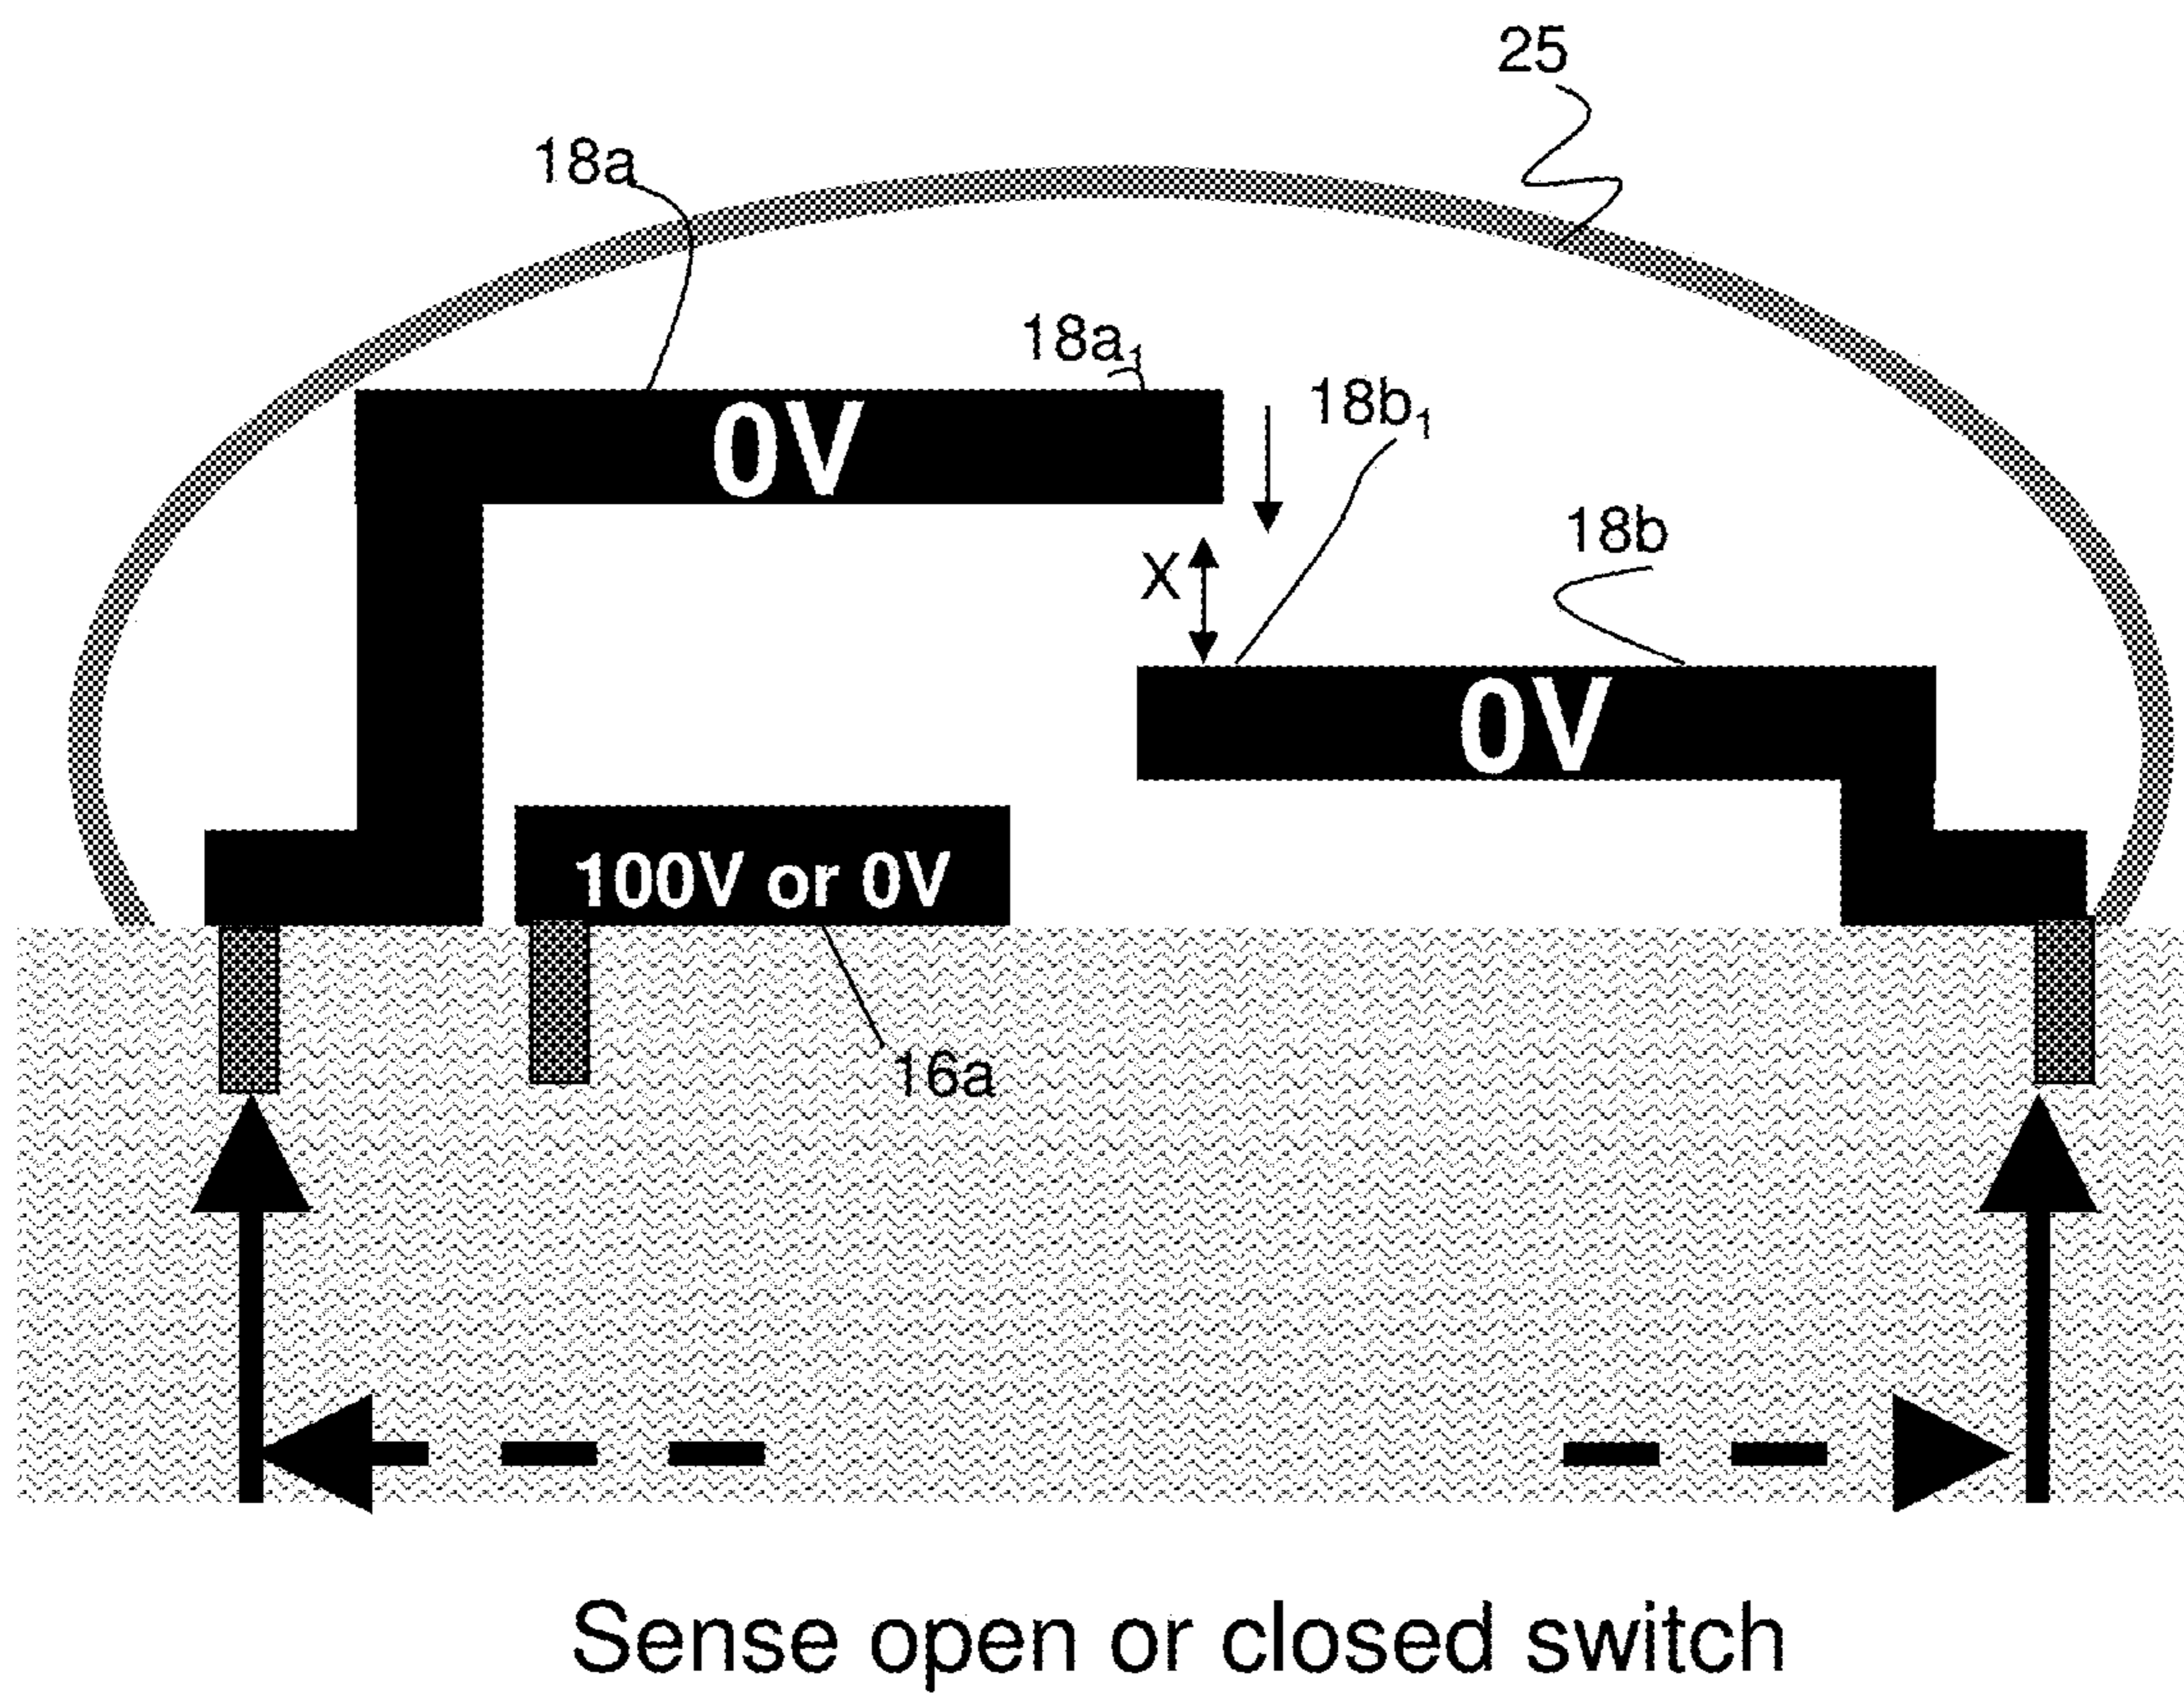 25
18a
18a₁
0V
18b₁
18b
X
0V
100V or 0V
16a
Sense open or closed switch